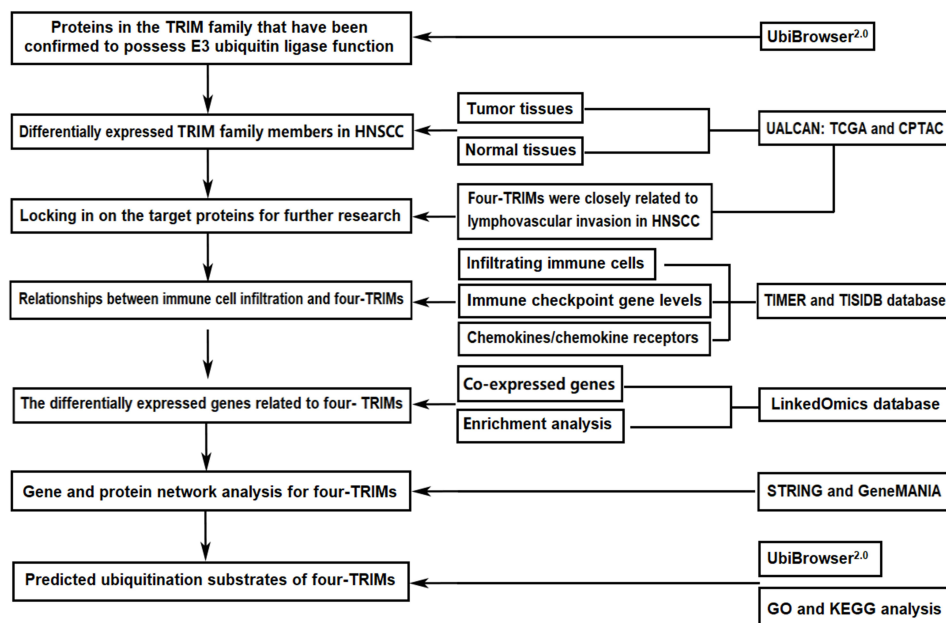 Proteins in the TRIM family that have been
confirmed to possess E3 ubiquitin ligase function
UbiBrowser2.0
Differentially expressed TRIM family members in HNSCC
Tumor tissues
Normal tissues
UALCAN: TCGA and CPTAC
Locking in on the target proteins for further research
Four-TRIMs were closely related to
lymphovascular invasion in HNSCC
Relationships between immune cell infiltration and four-TRIMs
Infiltrating immune cells
Immune checkpoint gene levels
Chemokines/chemokine receptors
TIMER and TISIDB database
The differentially expressed genes related to four- TRIMs
Co-expressed genes
Enrichment analysis
LinkedOmics database
Gene and protein network analysis for four-TRIMs
STRING and GeneMANIA
Predicted ubiquitination substrates of four-TRIMs
UbiBrowser2.0
GO and KEGG analysis